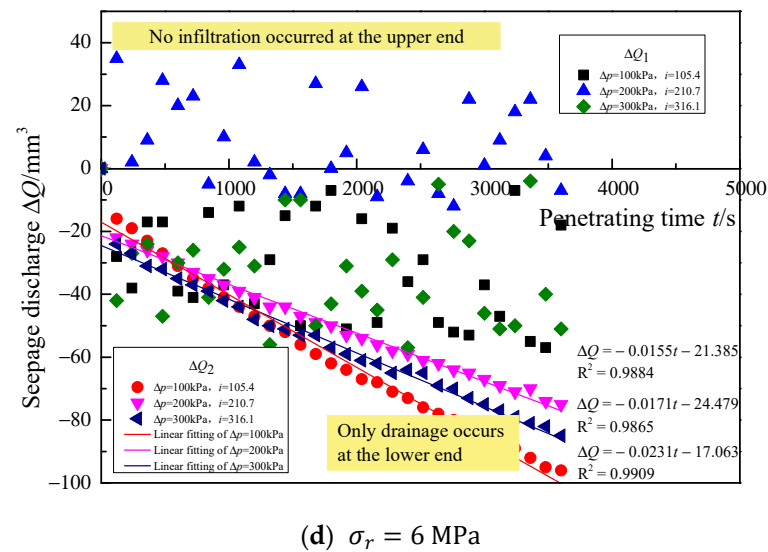 40
No infiltration occurred at the upper end
ΔQ₁
Δp=100kPa, i=105.4
Δp=200kPa, i=210.7
Δp=300kPa, i=316.1
20
0
0
1000
2000
3000
4000
5000
Penetrating time t/s
Seepage discharge ΔQ/mm³
−20
−40
−60
−80
−100
ΔQ₂
Δp=100kPa, i=105.4
Δp=200kPa, i=210.7
Δp=300kPa, i=316.1
Linear fitting of Δp=100kPa
Linear fitting of Δp=200kPa
Linear fitting of Δp=300kPa
Only drainage occurs
at the lower end
ΔQ = − 0.0155t − 21.385
R² = 0.9884
ΔQ = − 0.0171t − 24.479
R² = 0.9865
ΔQ = − 0.0231t − 17.063
R² = 0.9909
(d) σᵣ = 6 MPa